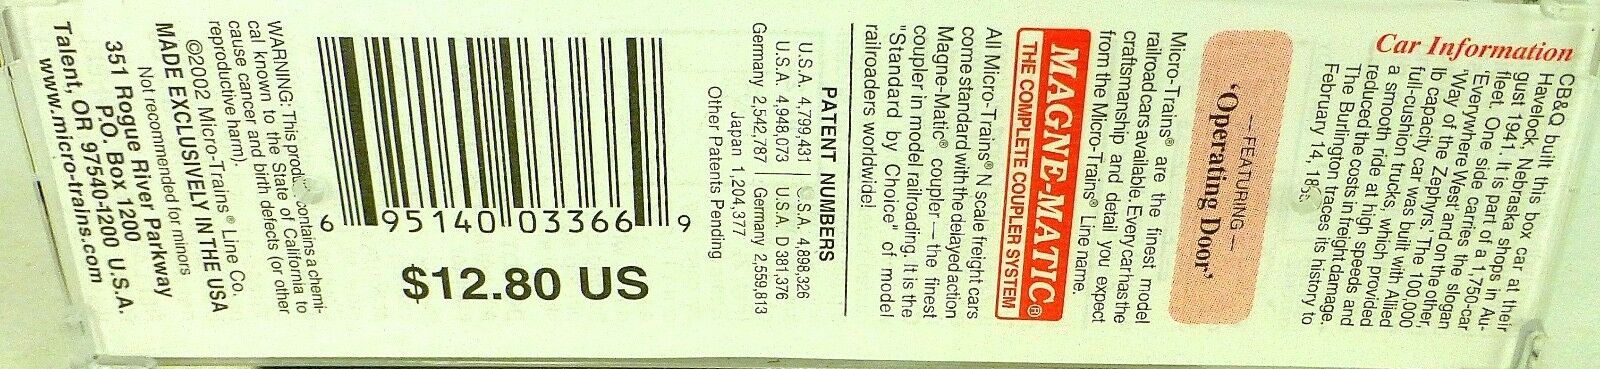 Car Information
CB&Q built this box car at their
Havelock, Nebraska shops in Au-
gust 1941. It is part of a 1,750-car
fleet. One side carries the slogan
'Everywhere West' and on the other,
'Way of the Zephyrs.' The 100,000
lb capacity car was built with Allied
full-cushion trucks, which provided
a smooth ride at high speeds and
reduced the costs in freight damage.
The Burlington traces its history to
February 14,
—FEATURING—
'Operating Door'
Micro-Trains® are the finest model
railroad cars available. Every car has the
craftsmanship and detail you expect
from the Micro-Trains® Line name.
MAGNE-MATIC®
THE COMPLETE COUPLER SYSTEM
All Micro-Trains® N scale freight cars
come standard with the delayed action
Magne-Matic® coupler — the finest
coupler in model railroading. It is the
"Standard by Choice" of model
railroaders worldwide!
PATENT NUMBERS
U.S.A. 4,799,431 U.S.A. 4,898,326
U.S.A. 4,948,073 U.S.A. D 381,376
Germany 2,542,787 Germany 2,559,813
Japan 1,204,377
Other Patents Pending
6 95140 03366 9
$12.80 US
WARNING: This product contains a chemi-
cal known to the State of California to
cause cancer and birth defects (or other
reproductive harm).
©2002 Micro-Trains® Line Co.
MADE EXCLUSIVELY IN THE USA
Not recommended for minors
351 Rogue River Parkway
P.O. Box 1200
Talent, OR 97540-1200 U.S.A.
www.micro-trains.com